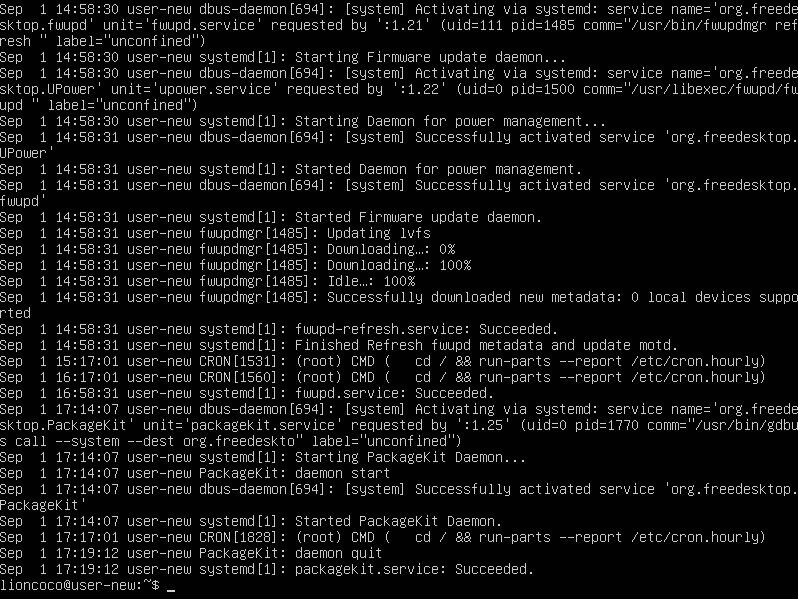 Sep  1 14:58:30 user-new dbus-daemon[694]: [system] Activating via systemd: service name='org.freede
sktop.fwupd' unit='fwupd.service' requested by ':1.21' (uid=111 pid=1485 comm="/usr/bin/fwupdmgr ref
resh " label="unconfined")
Sep  1 14:58:30 user-new systemd[1]: Starting Firmware update daemon...
Sep  1 14:58:30 user-new dbus-daemon[694]: [system] Activating via systemd: service name='org.freede
sktop.UPower' unit='upower.service' requested by ':1.22' (uid=0 pid=1500 comm="/usr/libexec/fwupd/fw
upd " label="unconfined")
Sep  1 14:58:30 user-new systemd[1]: Starting Daemon for power management...
Sep  1 14:58:31 user-new dbus-daemon[694]: [system] Successfully activated service 'org.freedesktop.
UPower'
Sep  1 14:58:31 user-new systemd[1]: Started Daemon for power management.
Sep  1 14:58:31 user-new dbus-daemon[694]: [system] Successfully activated service 'org.freedesktop.
fwupd'
Sep  1 14:58:31 user-new systemd[1]: Started Firmware update daemon.
Sep  1 14:58:31 user-new fwupdmgr[1485]: Updating lvfs
Sep  1 14:58:31 user-new fwupdmgr[1485]: Downloading…: 0%
Sep  1 14:58:31 user-new fwupdmgr[1485]: Downloading…: 100%
Sep  1 14:58:31 user-new fwupdmgr[1485]: Idle…: 100%
Sep  1 14:58:31 user-new fwupdmgr[1485]: Successfully downloaded new metadata: 0 local devices suppo
rted
Sep  1 14:58:31 user-new systemd[1]: fwupd-refresh.service: Succeeded.
Sep  1 14:58:31 user-new systemd[1]: Finished Refresh fwupd metadata and update motd.
Sep  1 15:17:01 user-new CRON[1531]: (root) CMD (   cd / && run-parts --report /etc/cron.hourly)
Sep  1 16:17:01 user-new CRON[1560]: (root) CMD (   cd / && run-parts --report /etc/cron.hourly)
Sep  1 16:58:31 user-new systemd[1]: fwupd.service: Succeeded.
Sep  1 17:14:07 user-new dbus-daemon[694]: [system] Activating via systemd: service name='org.freede
sktop.PackageKit' unit='packagekit.service' requested by ':1.25' (uid=0 pid=1770 comm="/usr/bin/gdbu
s call --system --dest org.freedeskto" label="unconfined")
Sep  1 17:14:07 user-new systemd[1]: Starting PackageKit Daemon...
Sep  1 17:14:07 user-new PackageKit: daemon start
Sep  1 17:14:07 user-new dbus-daemon[694]: [system] Successfully activated service 'org.freedesktop.
PackageKit'
Sep  1 17:14:07 user-new systemd[1]: Started PackageKit Daemon.
Sep  1 17:17:01 user-new CRON[1828]: (root) CMD (   cd / && run-parts --report /etc/cron.hourly)
Sep  1 17:19:12 user-new PackageKit: daemon quit
Sep  1 17:19:12 user-new systemd[1]: packagekit.service: Succeeded.
lioncoco@user-new:~$ _